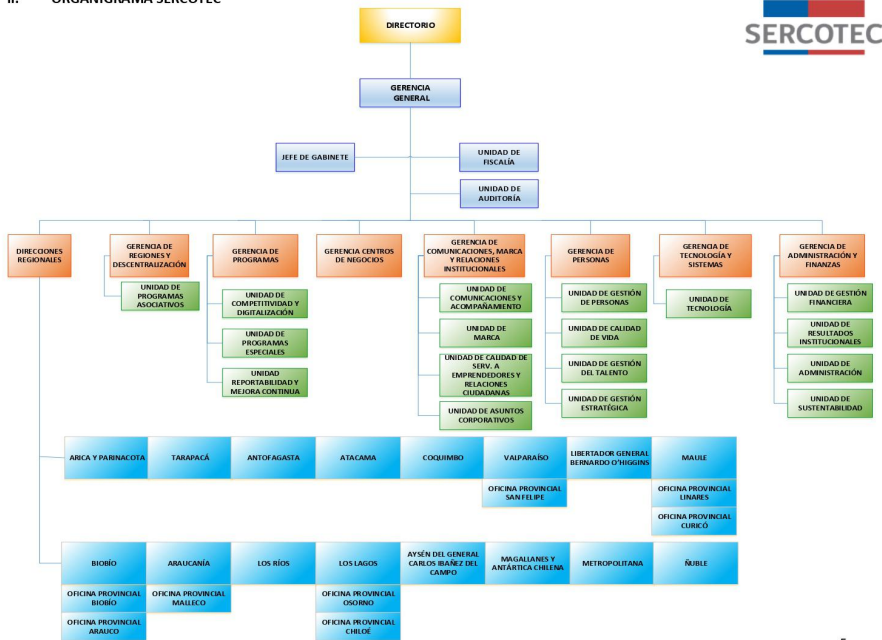 II. ORGANIGRAMA SERCOTEC
SERCOTEC
DIRECTORIO
GERENCIA
GENERAL
JEFE DE GABINETE
UNIDAD DE
FISCALÍA
UNIDAD DE
AUDITORÍA
DIRECCIONES
REGIONALES
GERENCIA DE
REGIONES Y
DESCENTRALIZACIÓN
UNIDAD DE
PROGRAMAS
ASOCIATIVOS
GERENCIA DE
PROGRAMAS
UNIDAD DE
COMPETITIVIDAD Y
DIGITALIZACIÓN
UNIDAD DE
PROGRAMAS
ESPECIALES
UNIDAD
REPORTABILIDAD Y
MEJORA CONTINUA
GERENCIA CENTROS
DE NEGOCIOS
GERENCIA DE
COMUNICACIONES, MARCA
Y RELACIONES
INSTITUCIONALES
UNIDAD DE
COMUNICACIONES Y
ACOMPAÑAMIENTO
UNIDAD DE
MARCA
UNIDAD DE CALIDAD DE
SERV. A
EMPRENDEDORES Y
RELACIONES
CIUDADANAS
UNIDAD DE ASUNTOS
CORPORATIVOS
GERENCIA DE
PERSONAS
UNIDAD DE GESTIÓN
DE PERSONAS
UNIDAD DE CALIDAD
DE VIDA
UNIDAD DE GESTIÓN
DEL TALENTO
UNIDAD DE GESTIÓN
ESTRATÉGICA
GERENCIA DE
TECNOLOGÍA Y
SISTEMAS
UNIDAD DE
TECNOLOGÍA
GERENCIA DE
ADMINISTRACIÓN Y
FINANZAS
UNIDAD DE GESTIÓN
FINANCIERA
UNIDAD DE
RESULTADOS
INSTITUCIONALES
UNIDAD DE
ADMINISTRACIÓN
UNIDAD DE
SUSTENTABILIDAD
ARICA Y PARINACOTA
TARAPACÁ
ANTOFAGASTA
ATACAMA
COQUIMBO
VALPARAÍSO
OFICINA PROVINCIAL
SAN FELIPE
LIBERTADOR GENERAL
BERNARDO O'HIGGINS
MAULE
OFICINA PROVINCIAL
LINARES
OFICINA PROVINCIAL
CURICÓ
BIOBÍO
OFICINA PROVINCIAL
BIOBÍO
OFICINA PROVINCIAL
ARAUCO
ARAUCANÍA
OFICINA PROVINCIAL
MALLECO
LOS RÍOS
LOS LAGOS
OFICINA PROVINCIAL
OSORNO
OFICINA PROVINCIAL
CHILOÉ
AYSÉN DEL GENERAL
CARLOS IBAÑEZ DEL
CAMPO
MAGALLANES Y
ANTÁRTICA CHILENA
METROPOLITANA
ÑUBLE